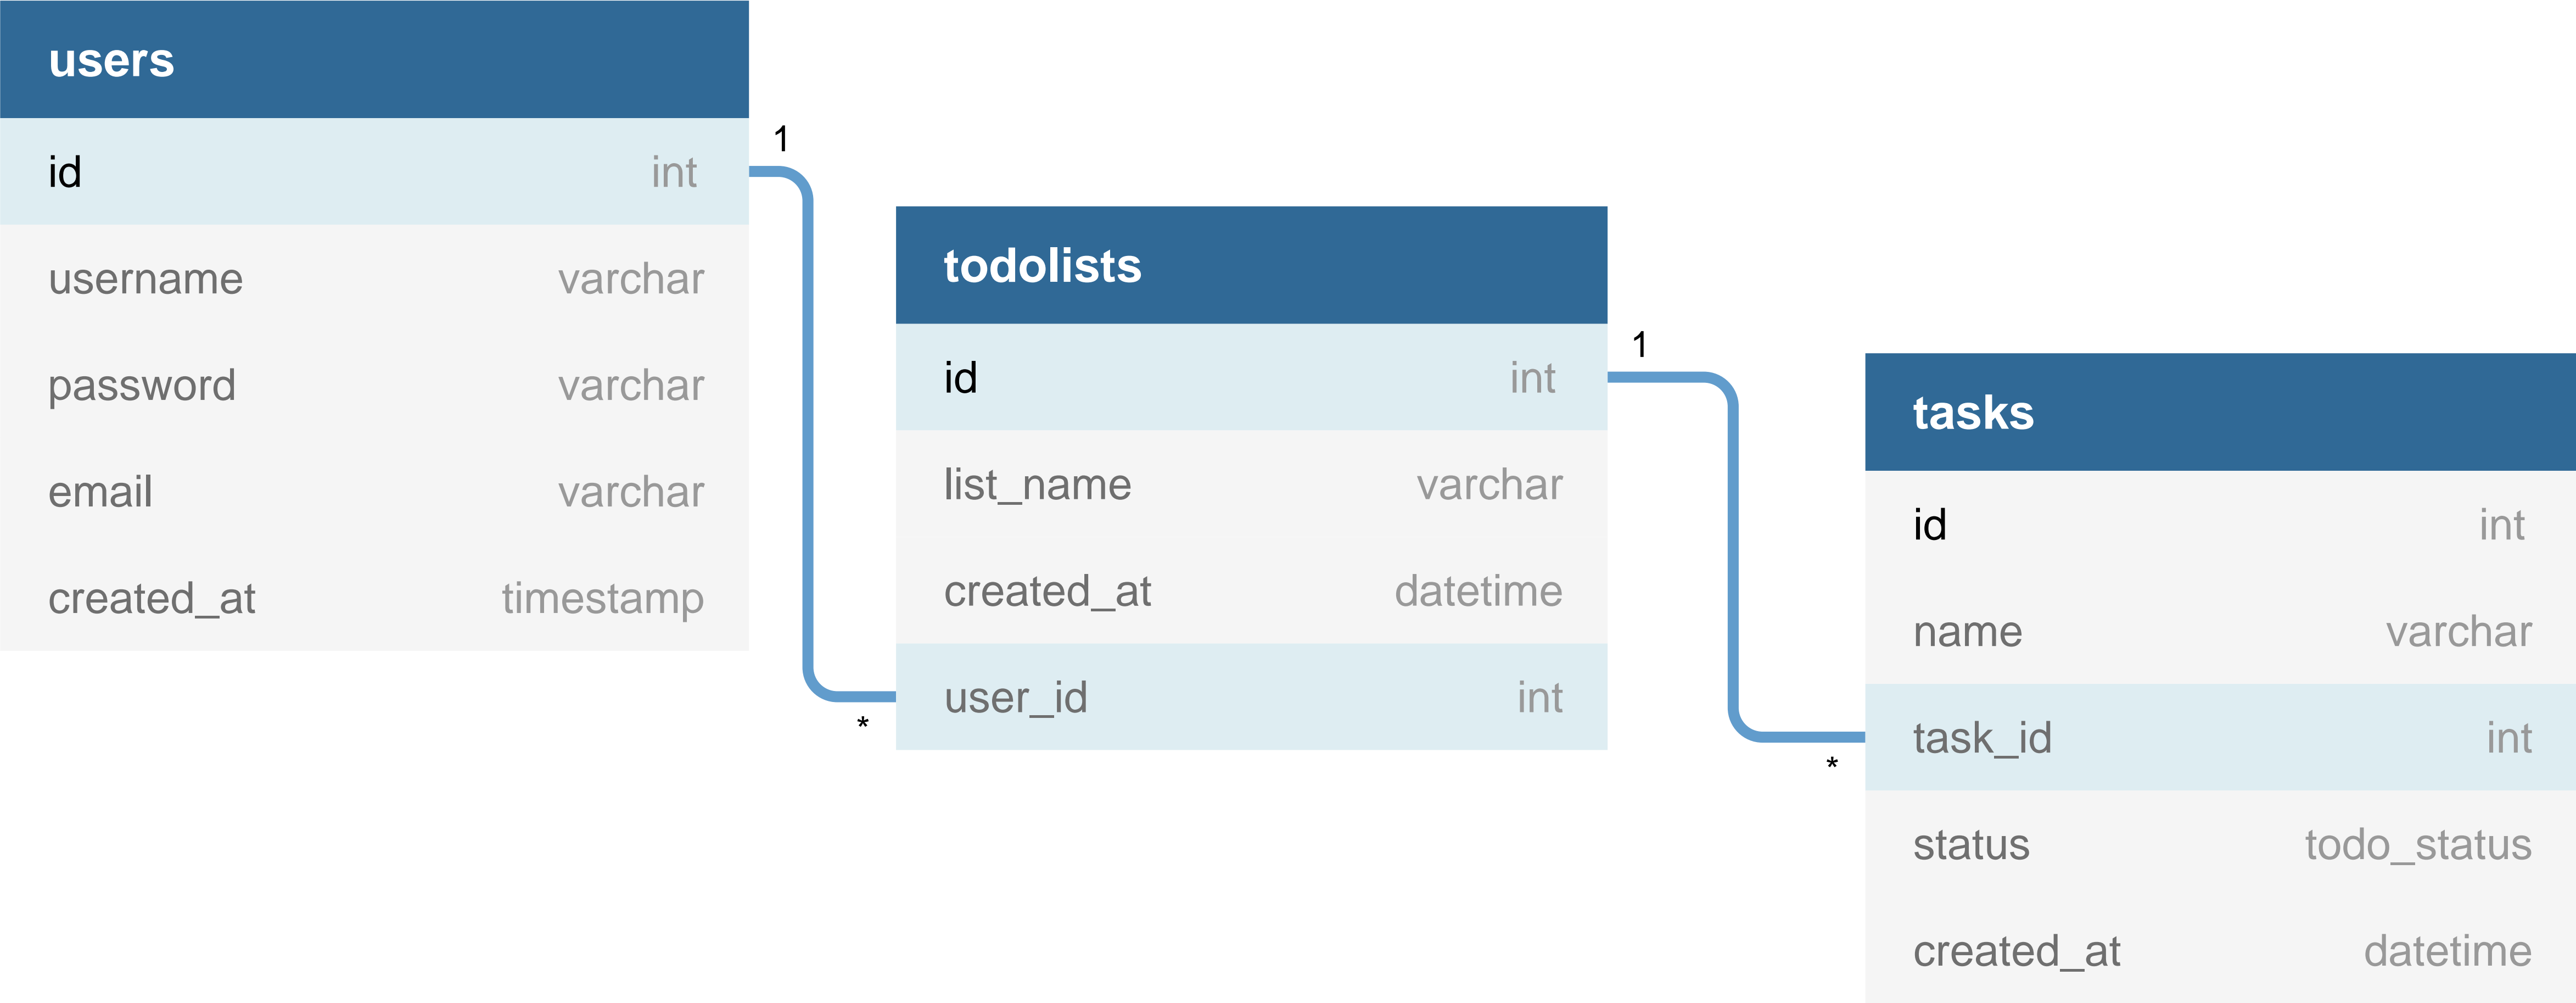 users
id int
username varchar
password varchar
email varchar
created_at timestamp
1
*
todolists
id int
list_name varchar
created_at datetime
user_id int
1
*
tasks
id int
name varchar
task_id int
status todo_status
created_at datetime